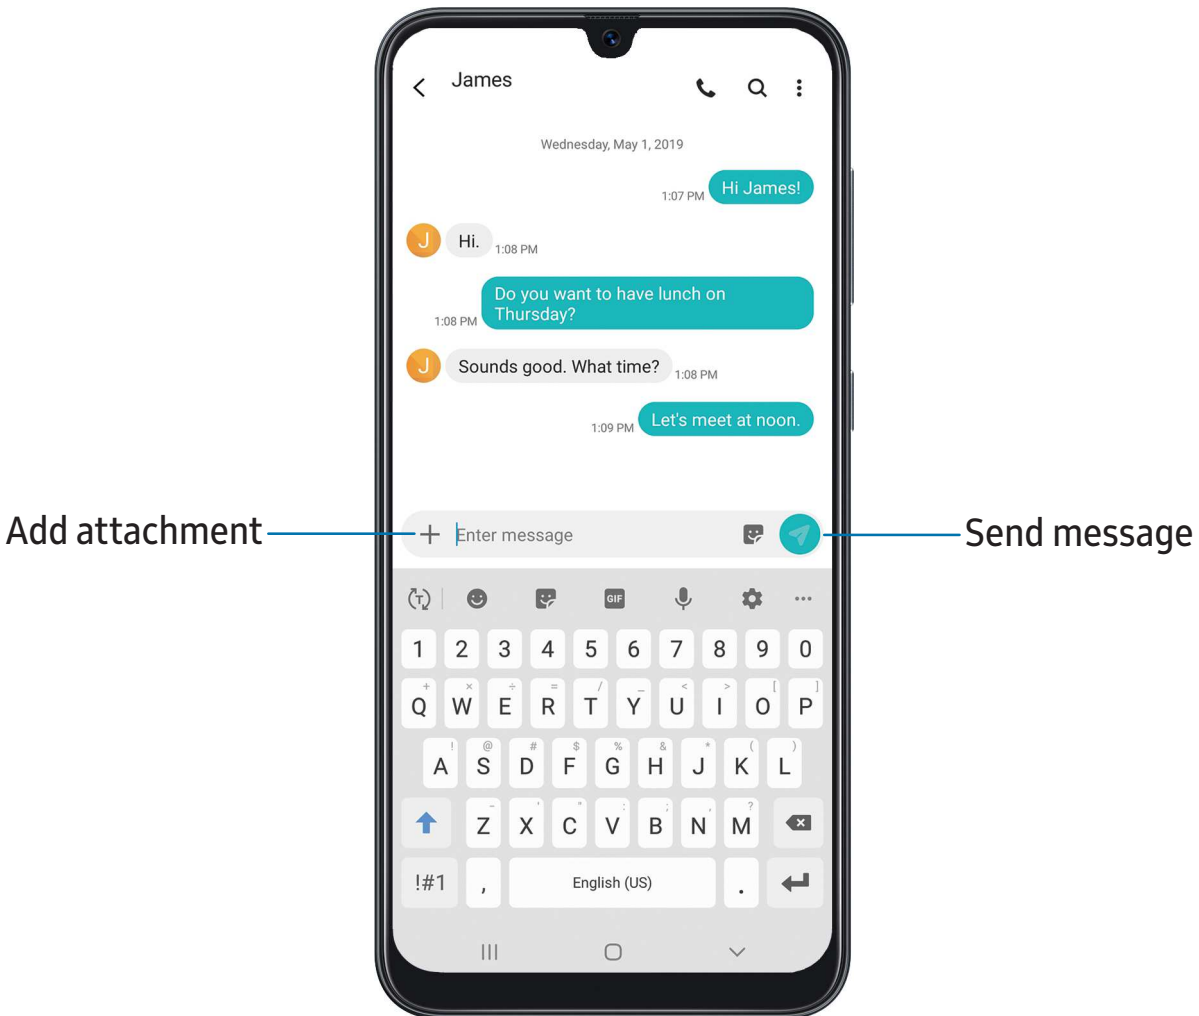 James
Wednesday, May 1, 2019
1:07 PM Hi James!
J Hi. 1:08 PM
Do you want to have lunch on
Thursday?
1:08 PM
J Sounds good. What time? 1:08 PM
1:09 PM Let's meet at noon.
Add attachment
Enter message
Send message
T GIF
1 2 3 4 5 6 7 8 9 0
+ × ÷ = / _ < > [ ]
Q W E R T Y U I O P
! @ # $ % & * ( )
A S D F G H J K L
- ' " : ; , ?
Z X C V B N M
!#1 , English (US) .